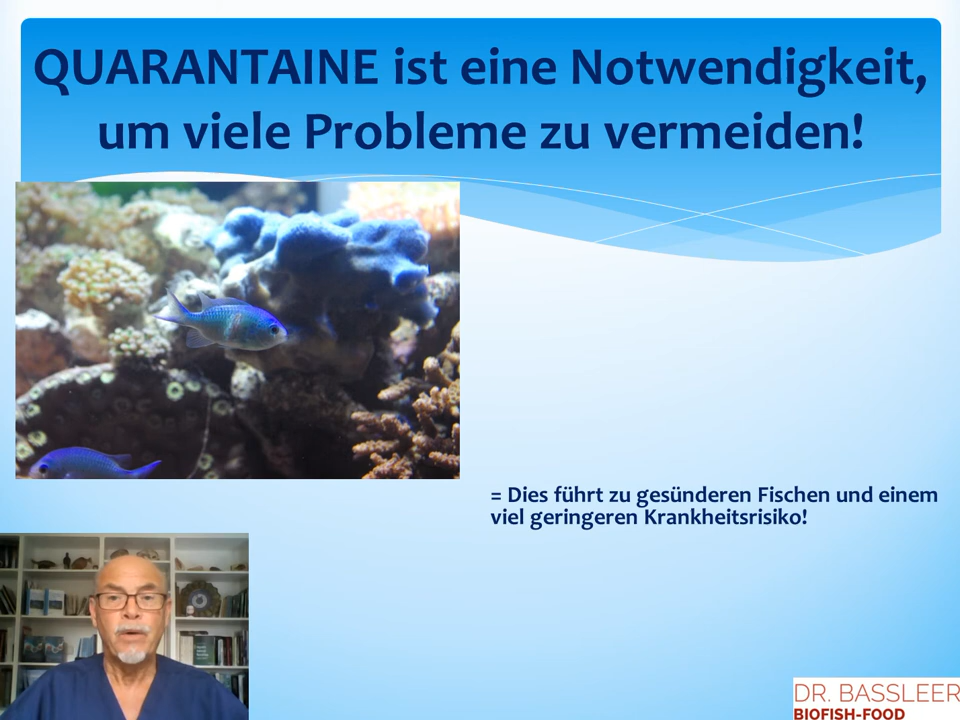 QUARANTAINE ist eine Notwendigkeit,
um viele Probleme zu vermeiden!
= Dies führt zu gesünderen Fischen und einem
viel geringeren Krankheitsrisiko!
DR. BASSLEER
BIOFISH-FOOD